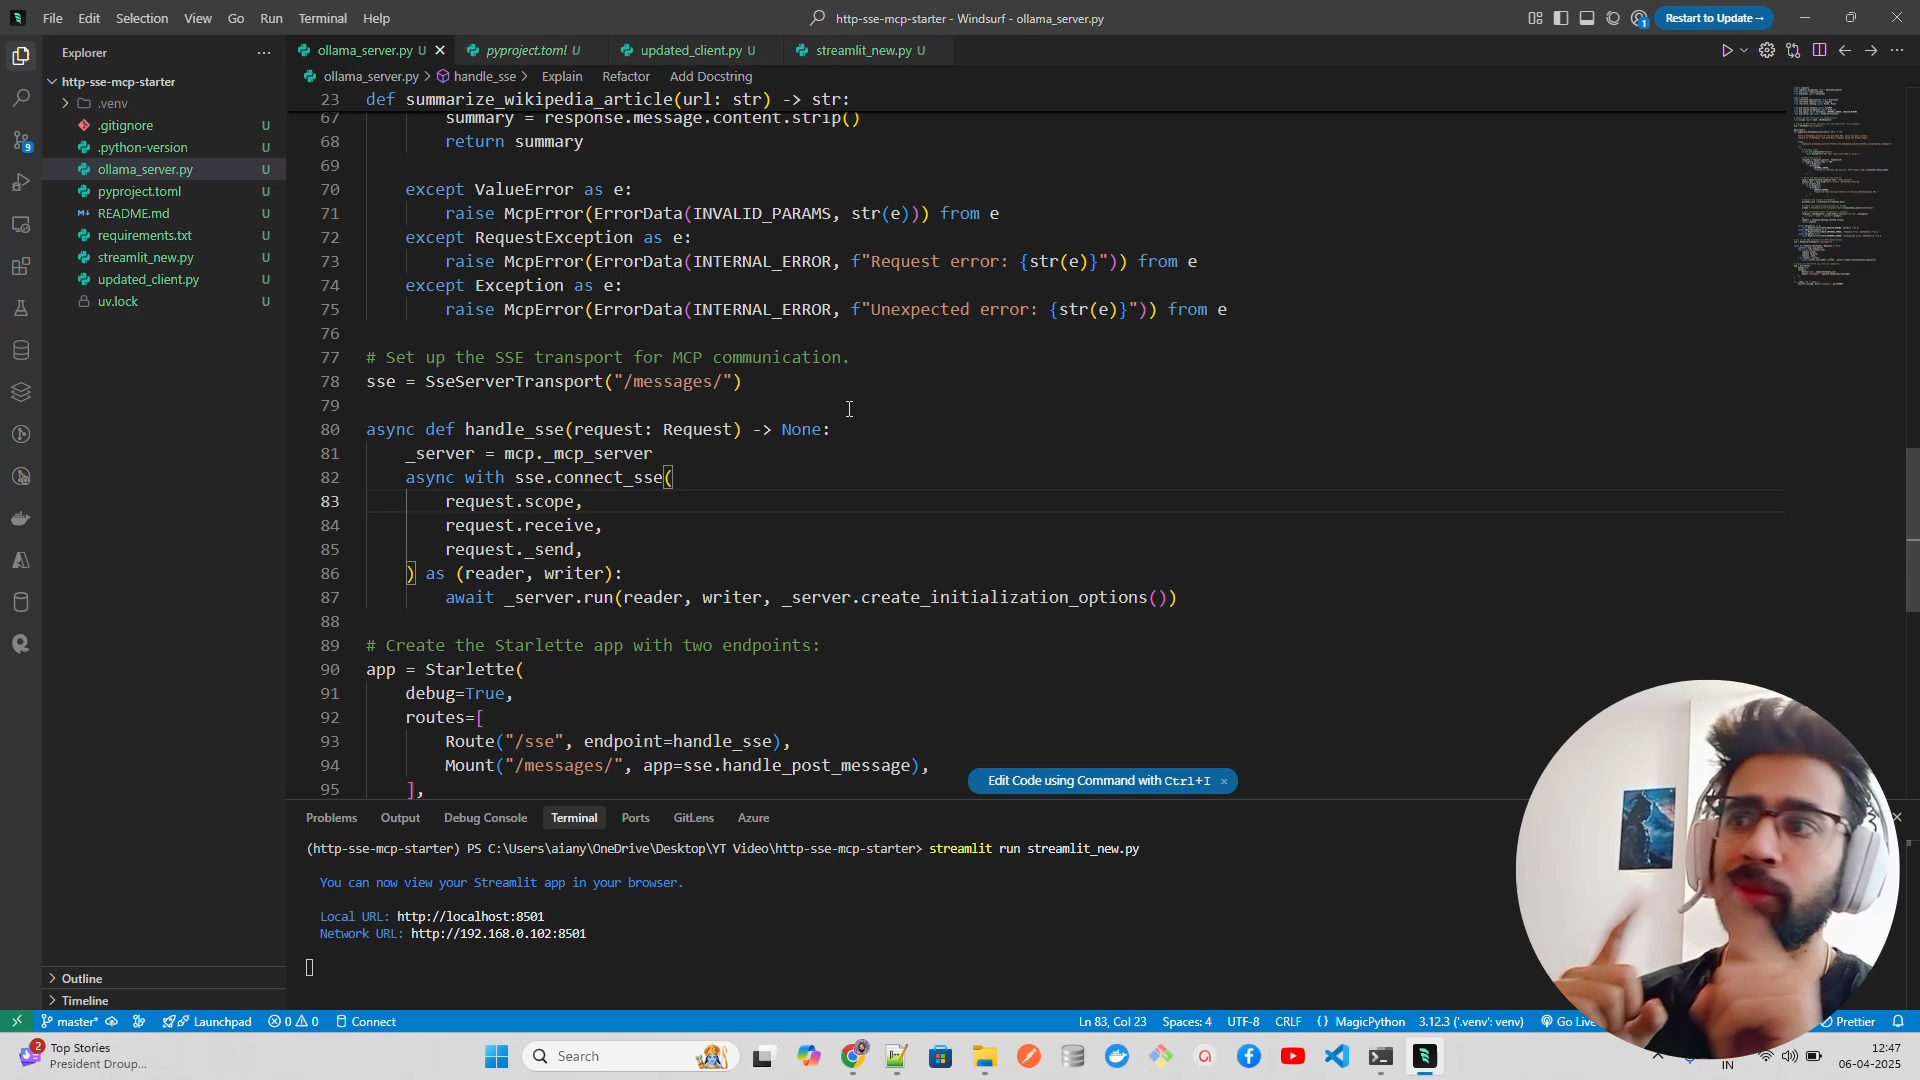 File Edit Selection View Go Run Terminal Help
http-sse-mcp-starter - Windsurf - ollama_server.py
Restart to Update →
Explorer
http-sse-mcp-starter
.venv
.gitignore U
.python-version U
ollama_server.py U
pyproject.toml U
README.md U
requirements.txt U
streamlit_new.py U
updated_client.py U
uv.lock U
Outline
Timeline
ollama_server.py U pyproject.toml U updated_client.py U streamlit_new.py U
ollama_server.py > handle_sse > Explain Refactor Add Docstring
23 def summarize_wikipedia_article(url: str) -> str:
67 summary = response.message.content.strip()
68 return summary
69
70 except ValueError as e:
71 raise McpError(ErrorData(INVALID_PARAMS, str(e))) from e
72 except RequestException as e:
73 raise McpError(ErrorData(INTERNAL_ERROR, f"Request error: {str(e)}")) from e
74 except Exception as e:
75 raise McpError(ErrorData(INTERNAL_ERROR, f"Unexpected error: {str(e)}")) from e
76
77 # Set up the SSE transport for MCP communication.
78 sse = SseServerTransport("/messages/")
79
80 async def handle_sse(request: Request) -> None:
81 _server = mcp._mcp_server
82 async with sse.connect_sse(
83 request.scope,
84 request.receive,
85 request._send,
86 ) as (reader, writer):
87 await _server.run(reader, writer, _server.create_initialization_options())
88
89 # Create the Starlette app with two endpoints:
90 app = Starlette(
91 debug=True,
92 routes=[
93 Route("/sse", endpoint=handle_sse),
94 Mount("/messages/", app=sse.handle_post_message),
95 ],
Edit Code using Command with Ctrl+I ×
Problems Output Debug Console Terminal Ports GitLens Azure
(http-sse-mcp-starter) PS C:\Users\aiany\OneDrive\Desktop\YT Video\http-sse-mcp-starter> streamlit run streamlit_new.py
You can now view your Streamlit app in your browser.
Local URL: http://localhost:8501
Network URL: http://192.168.0.102:8501
master* Launchpad 0 0 Connect Ln 83, Col 23 Spaces: 4 UTF-8 CRLF { } MagicPython 3.12.3 ('.venv': venv) Go Live Prettier
Top Stories
President Droup...
Search
IN
12:47
06-04-2025